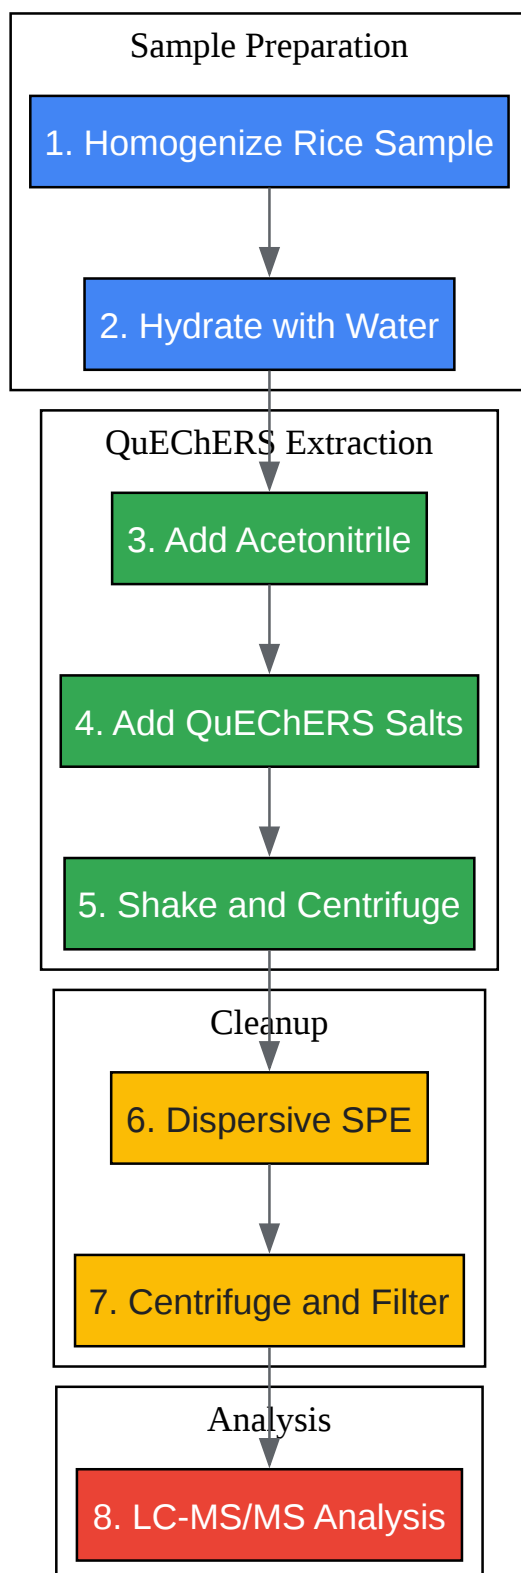 Sample Preparation
1. Homogenize Rice Sample
2. Hydrate with Water
QuEChERS Extraction
3. Add Acetonitrile
4. Add QuEChERS Salts
5. Shake and Centrifuge
Cleanup
6. Dispersive SPE
7. Centrifuge and Filter
Analysis
8. LC-MS/MS Analysis